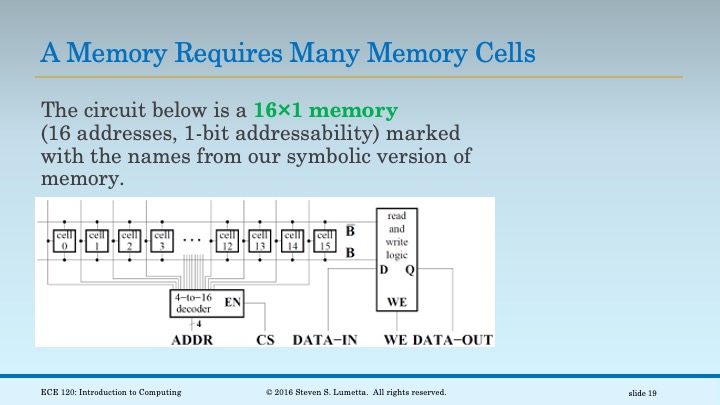 A Memory Requires Many Memory Cells
The circuit below is a 16×1 memory
(16 addresses, 1-bit addressability) marked
with the names from our symbolic version of
memory.
cell 0 cell 1 cell 2 cell 3 ... cell 12 cell 13 cell 14 cell 15
B̅
B
read
and
write
logic
D Q
WE
4−to−16
decoder
EN
4
ADDR CS DATA−IN WE DATA−OUT
ECE 120: Introduction to Computing © 2016 Steven S. Lumetta. All rights reserved. slide 19